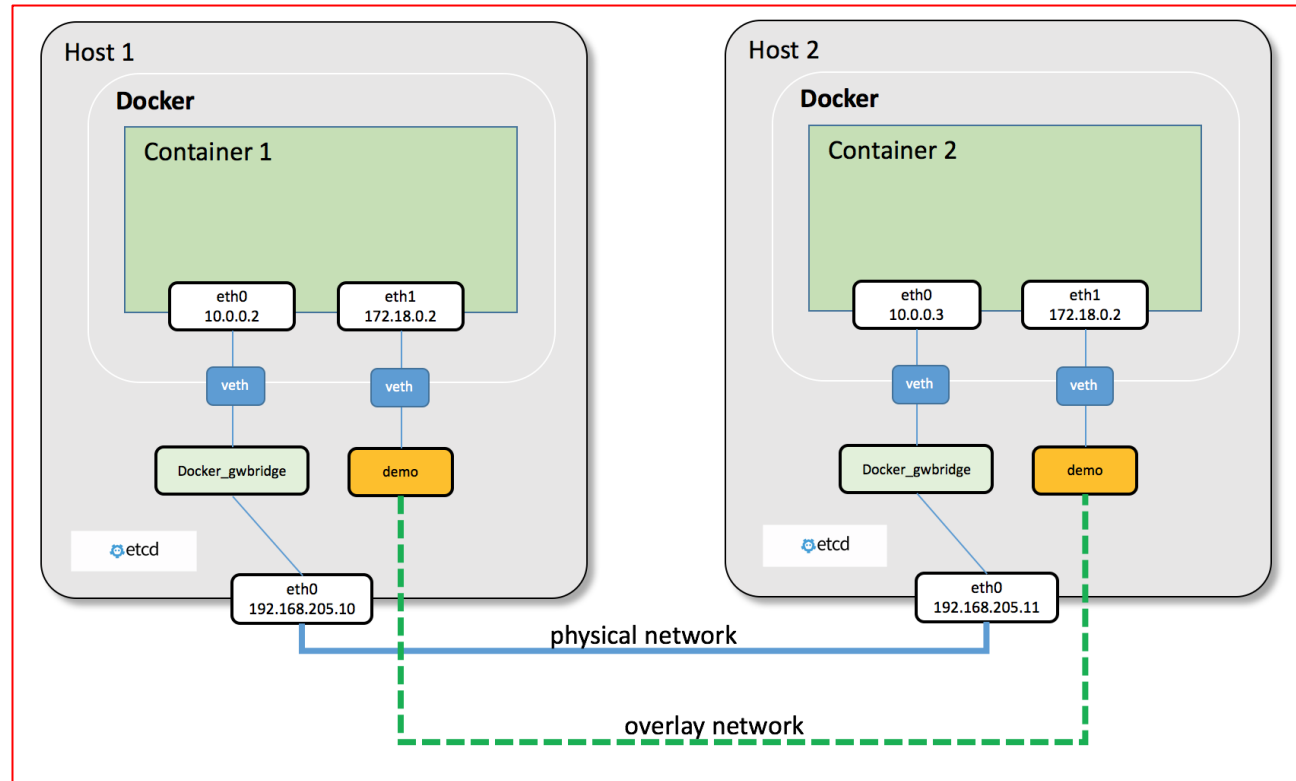 Host 1
Docker
Container 1
eth0
10.0.0.2
eth1
172.18.0.2
veth
veth
Docker_gwbridge
demo
etcd
eth0
192.168.205.10
Host 2
Docker
Container 2
eth0
10.0.0.3
eth1
172.18.0.2
veth
veth
Docker_gwbridge
demo
etcd
eth0
192.168.205.11
physical network
overlay network